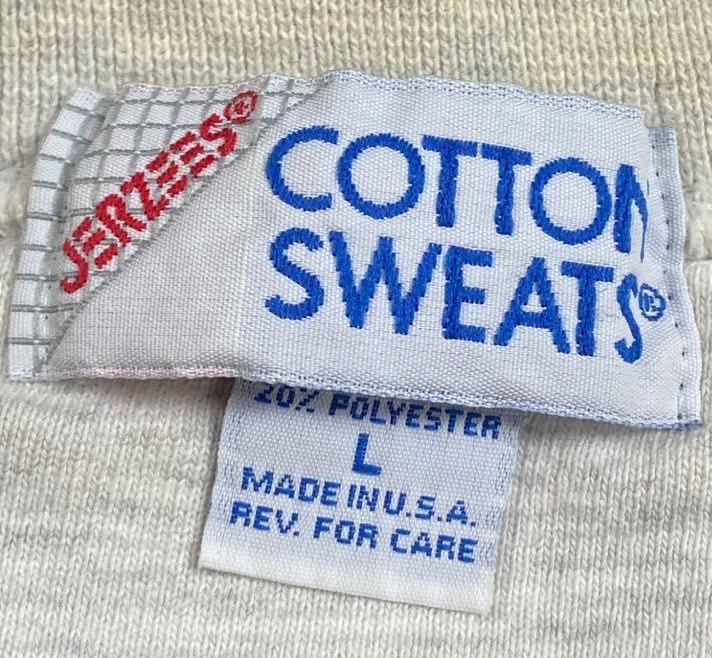 JERZEES®
COTTON
SWEATS®
20% POLYESTER
L
MADE IN U.S.A.
REV. FOR CARE